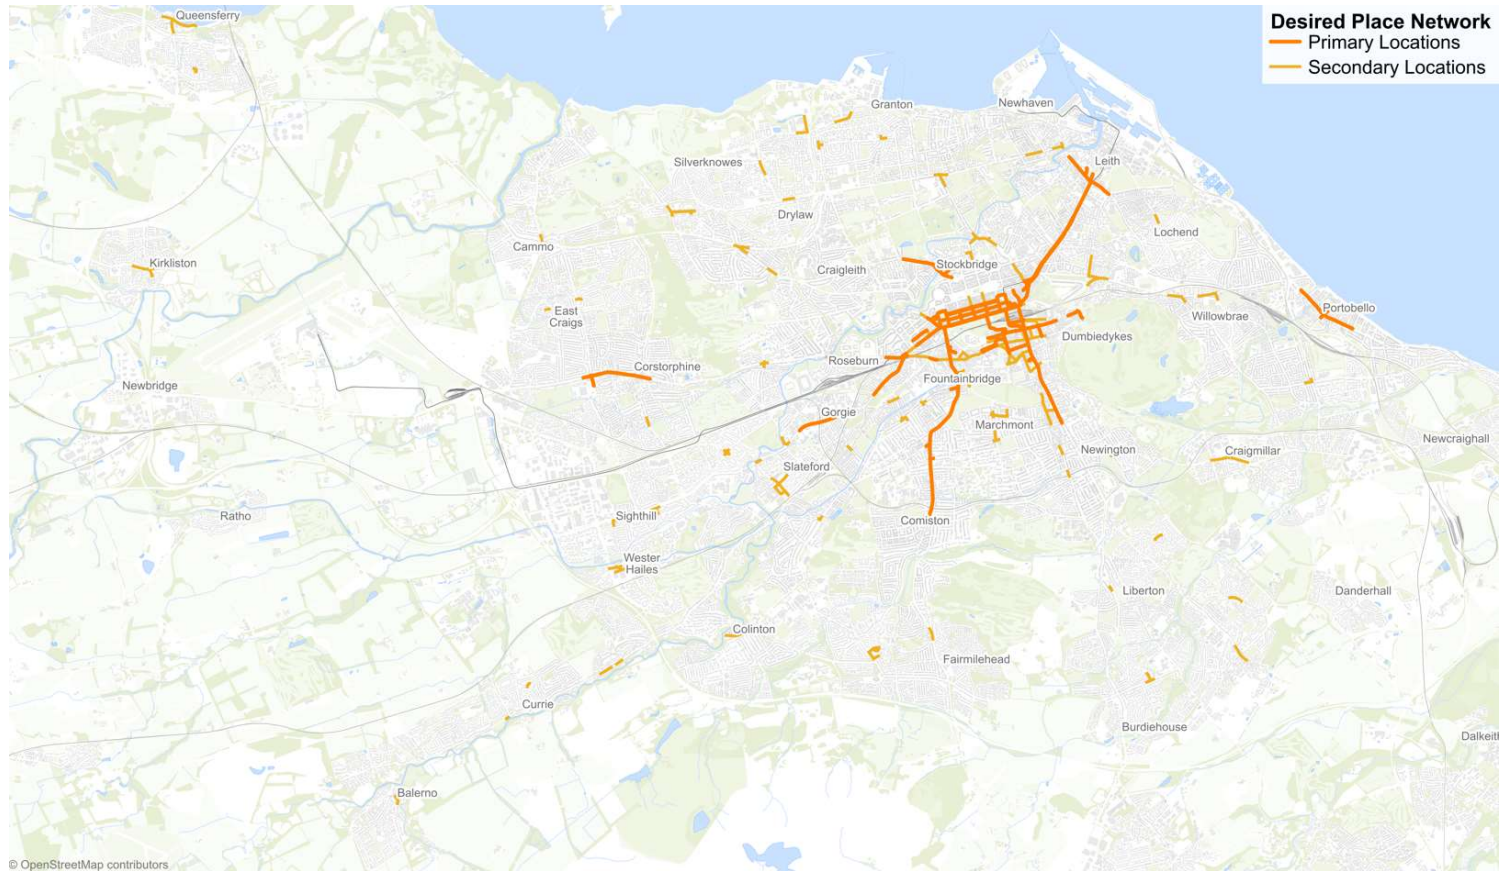 Queensferry
Desired Place Network
Primary Locations
Secondary Locations
Granton
Newhaven
Silverknowes
Leith
Drylaw
Lochend
Cammo
Kirkliston
Craigleith
Stockbridge
East
Craigs
Portobello
Willowbrae
Dumbiedykes
Roseburn
Corstorphine
Newbridge
Fountainbridge
Gorgie
Marchmont
Newcraighall
Newington
Craigmillar
Slateford
Ratho
Sighthill
Comiston
Wester
Hailes
Liberton
Danderhall
Colinton
Fairmilehead
Currie
Burdiehouse
Dalkeith
Balerno
© OpenStreetMap contributors